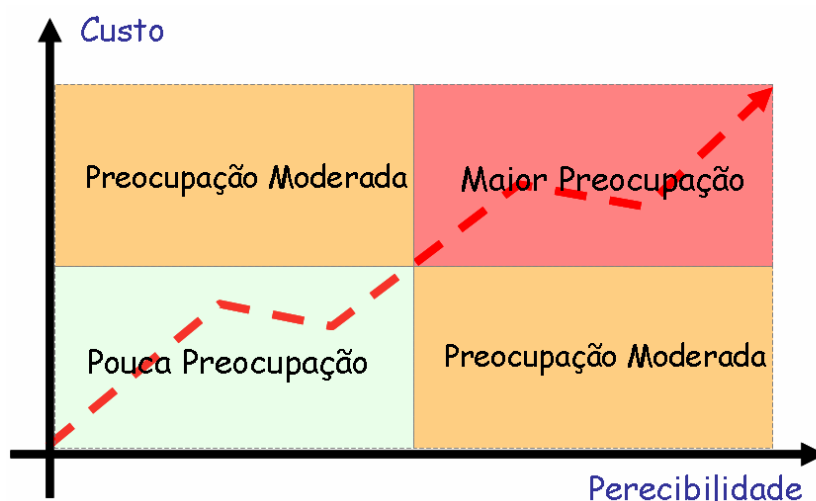 Custo
Preocupação Moderada
Maior Preocupação
Pouca Preocupação
Preocupação Moderada
Perecibilidade